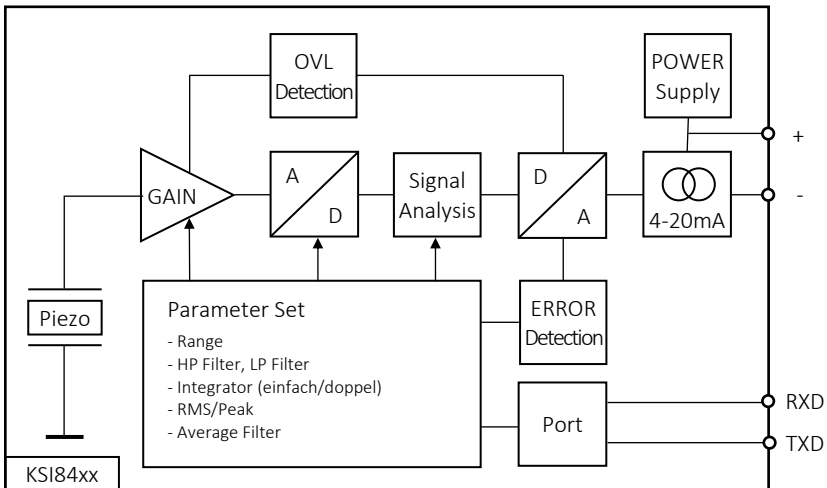 OVL
Detection
POWER
Supply
+
GAIN
A
D
Signal
Analysis
D
A
4-20mA
-
Piezo
Parameter Set
- Range
- HP Filter, LP Filter
- Integrator (einfach/doppel)
- RMS/Peak
- Average Filter
ERROR
Detection
Port
RXD
TXD
KSI84xx